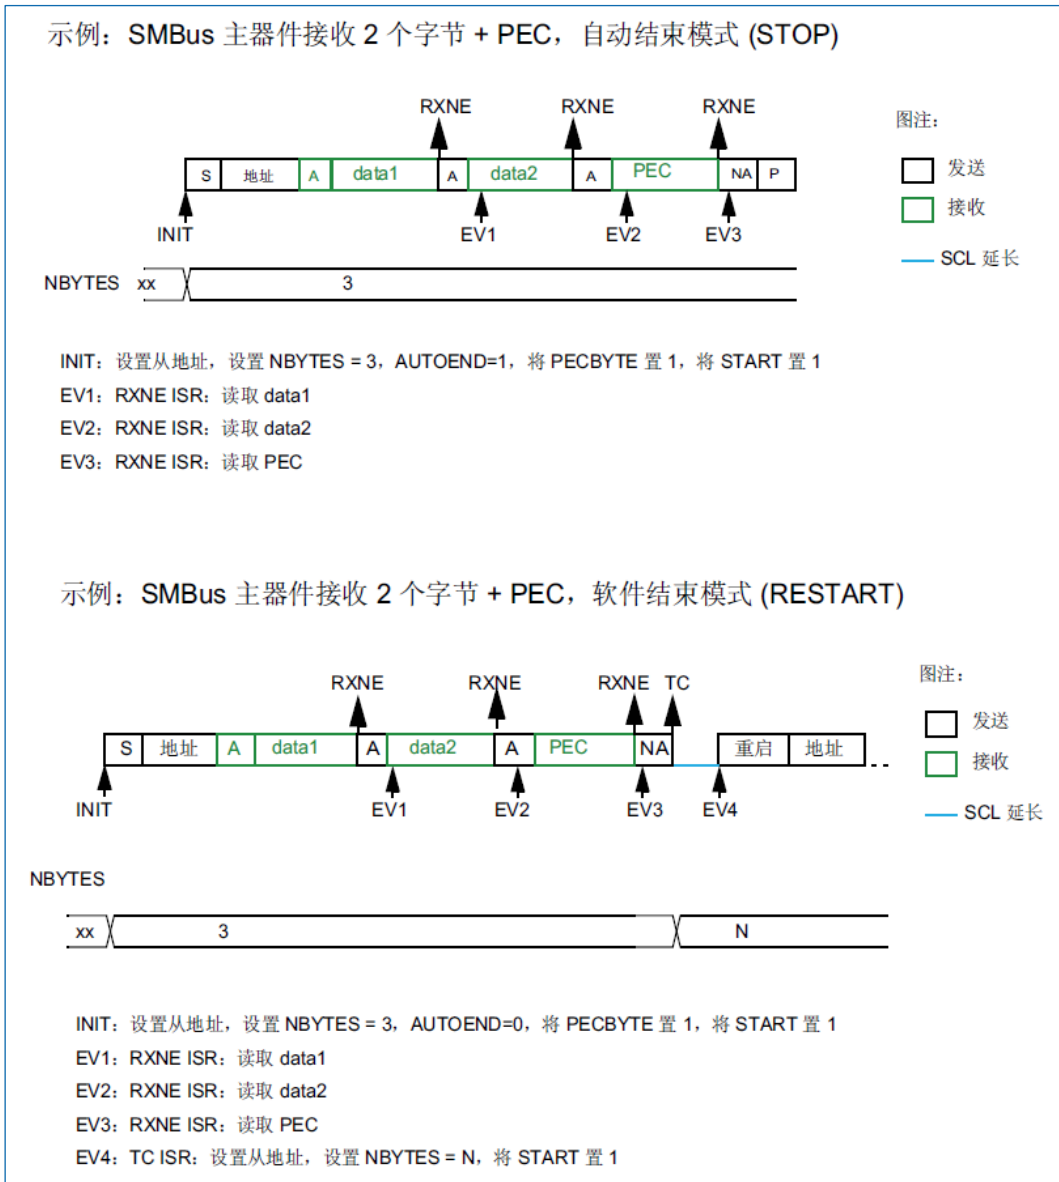 示例：SMBus 主器件接收 2 个字节 + PEC，自动结束模式 (STOP)
RXNE RXNE RXNE
图注：
S 地址 A data1 A data2 A PEC NA P
发送
接收
INIT EV1 EV2 EV3
SCL 延长
NBYTES xx 3
INIT：设置从地址，设置 NBYTES = 3，AUTOEND=1，将 PECBYTE 置 1，将 START 置 1
EV1：RXNE ISR：读取 data1
EV2：RXNE ISR：读取 data2
EV3：RXNE ISR：读取 PEC
示例：SMBus 主器件接收 2 个字节 + PEC，软件结束模式 (RESTART)
RXNE RXNE RXNE TC
图注：
S 地址 A data1 A data2 A PEC NA 重启 地址
发送
接收
INIT EV1 EV2 EV3 EV4
SCL 延长
NBYTES
xx 3 N
INIT：设置从地址，设置 NBYTES = 3，AUTOEND=0，将 PECBYTE 置 1，将 START 置 1
EV1：RXNE ISR：读取 data1
EV2：RXNE ISR：读取 data2
EV3：RXNE ISR：读取 PEC
EV4：TC ISR：设置从地址，设置 NBYTES = N，将 START 置 1